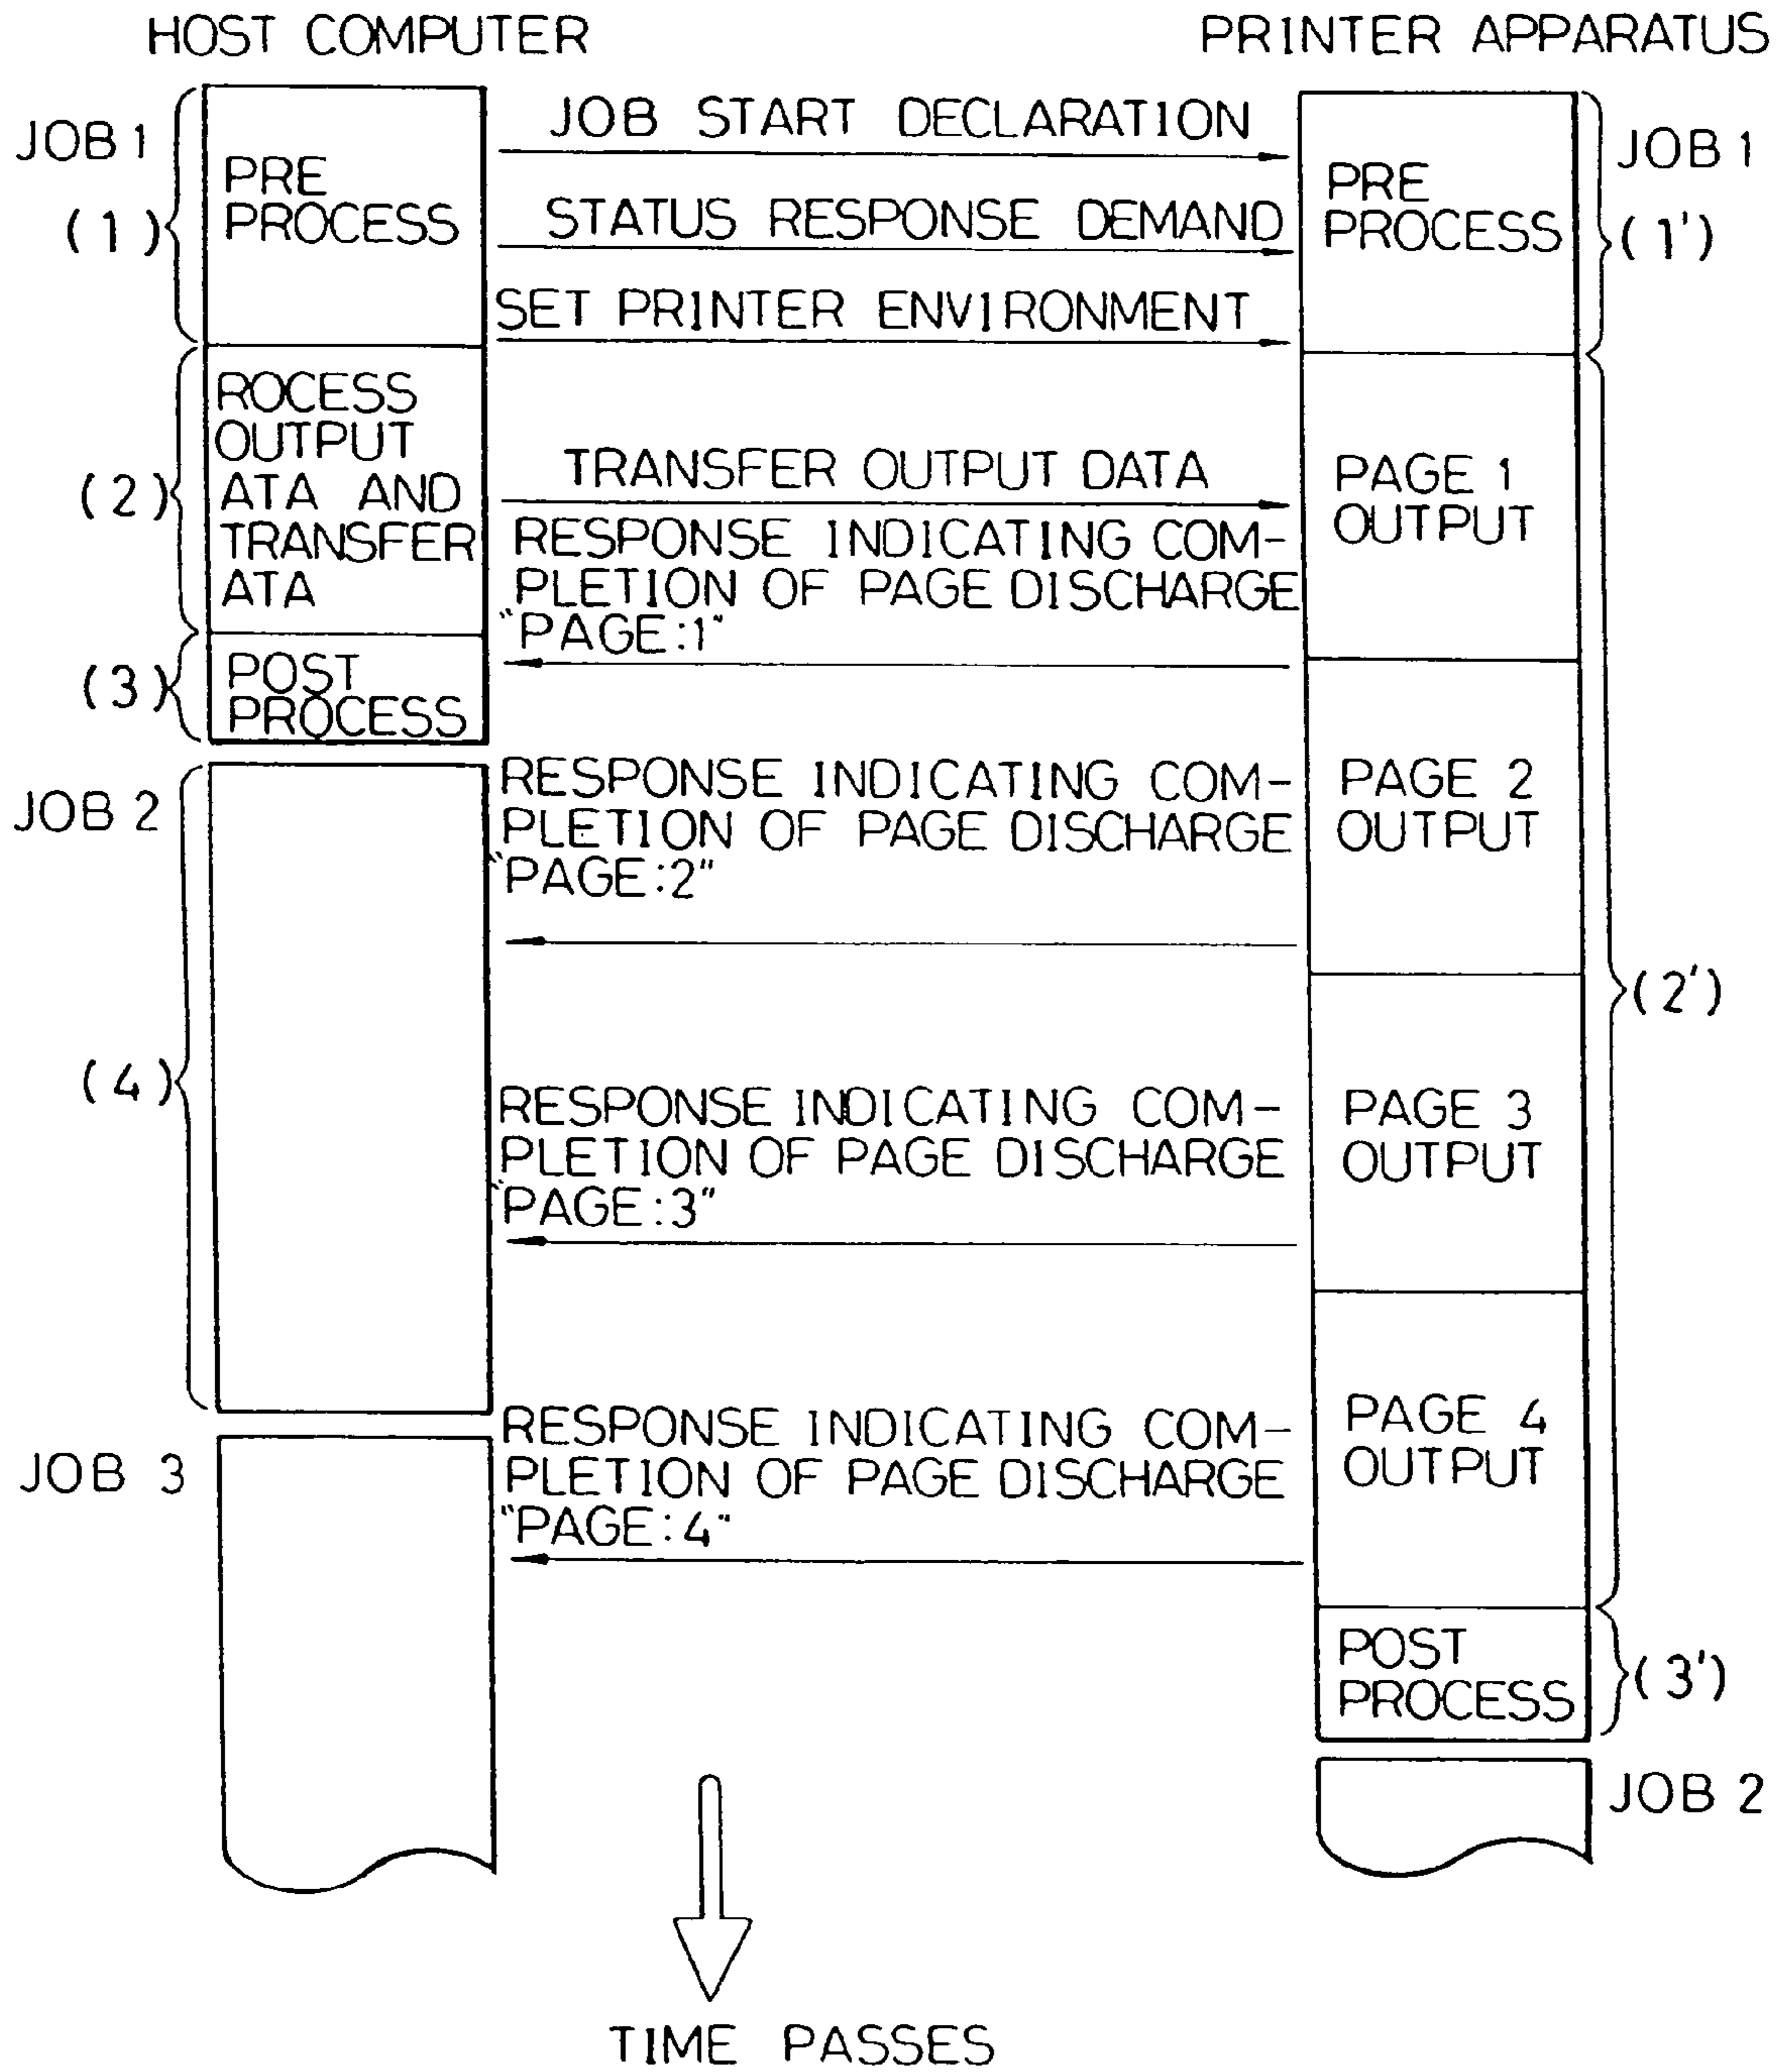 HOST COMPUTER
PRINTER APPARATUS
JOB 1
(1)
PRE
PROCESS
JOB START DECLARATION
STATUS RESPONSE DEMAND
SET PRINTER ENVIRONMENT
PRE
PROCESS
JOB 1
(1')
(2)
ROCESS
OUTPUT
ATA AND
TRANSFER
ATA
TRANSFER OUTPUT DATA
RESPONSE INDICATING COM-
PLETION OF PAGE DISCHARGE
"PAGE:1"
PAGE 1
OUTPUT
(3)
POST
PROCESS
JOB 2
(4)
RESPONSE INDICATING COM-
PLETION OF PAGE DISCHARGE
"PAGE:2"
PAGE 2
OUTPUT
(2')
RESPONSE INDICATING COM-
PLETION OF PAGE DISCHARGE
"PAGE:3"
PAGE 3
OUTPUT
JOB 3
RESPONSE INDICATING COM-
PLETION OF PAGE DISCHARGE
"PAGE:4"
PAGE 4
OUTPUT
POST
PROCESS
(3')
JOB 2
TIME PASSES